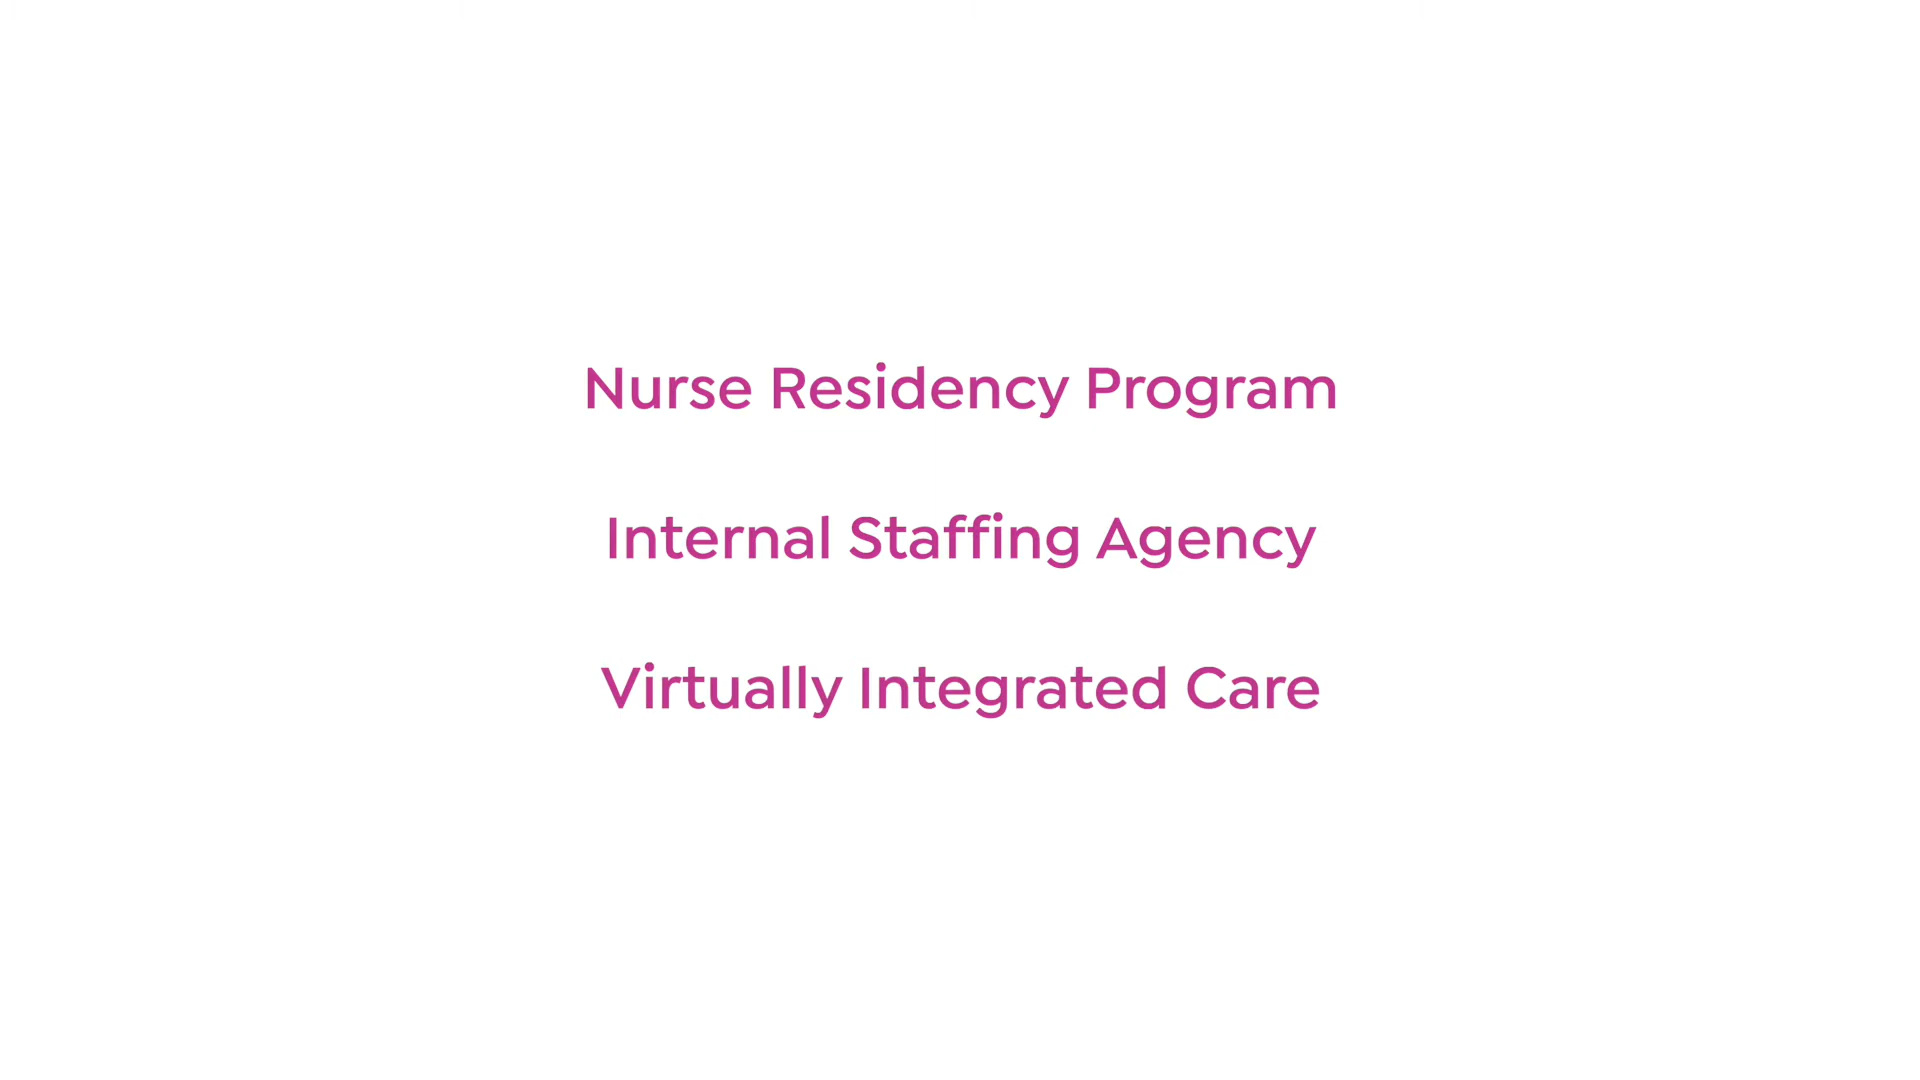 Nurse Residency Program
Internal Staffing Agency
Virtually Integrated Care